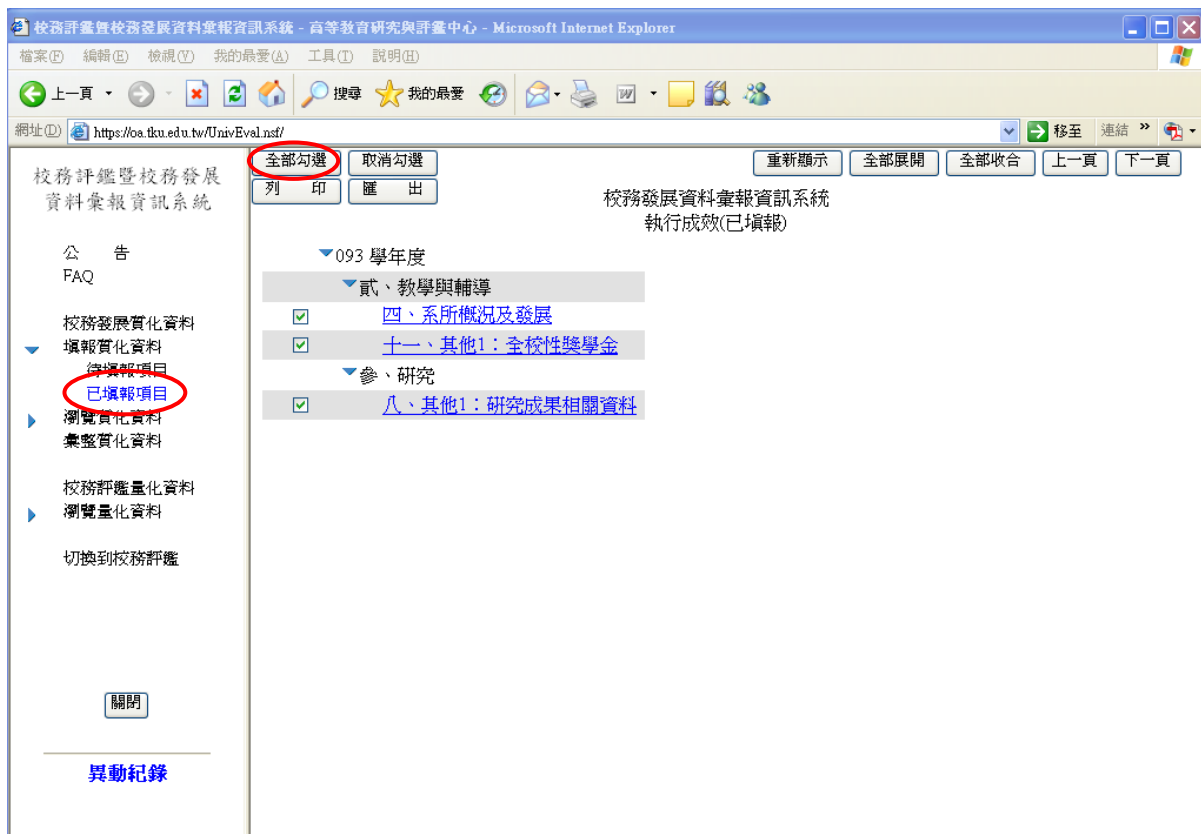 校務評鑑暨校務發展資料彙報資訊系統 - 高等教育研究與評鑑中心 - Microsoft Internet Explorer
檔案(F) 編輯(E) 檢視(V) 我的最愛(A) 工具(T) 說明(H)
上一頁 搜尋 我的最愛
網址(D) https://oa.tku.edu.tw/UnivEval.nsf/ 移至 連結 »
校務評鑑暨校務發展
資料彙報資訊系統
公 告
FAQ
校務發展質化資料
填報質化資料
待填報項目
已填報項目
瀏覽質化資料
彙整質化資料
校務評鑑量化資料
瀏覽量化資料
切換到校務評鑑
關閉
異動紀錄
全部勾選 取消勾選 重新顯示 全部展開 全部收合 上一頁 下一頁
列 印 匯 出
校務發展資料彙報資訊系統
執行成效(已填報)
093 學年度
貳、教學與輔導
四、系所概況及發展
十一、其他1：全校性獎學金
參、研究
八、其他1：研究成果相關資料